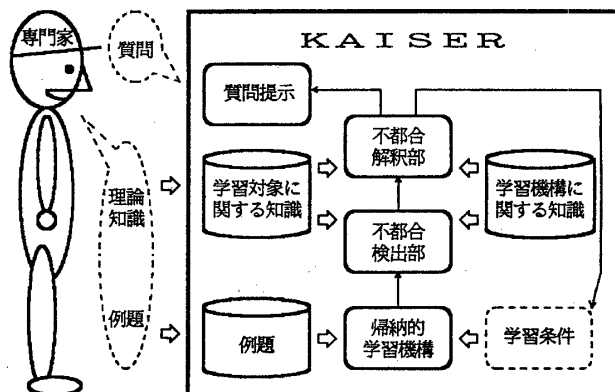 専門家
質問
KAISER
質問提示
不都合
解釈部
理論
知識
学習対象に
関する知識
学習機構に
関する知識
不都合
検出部
例題
例題
帰納的
学習機構
学習条件